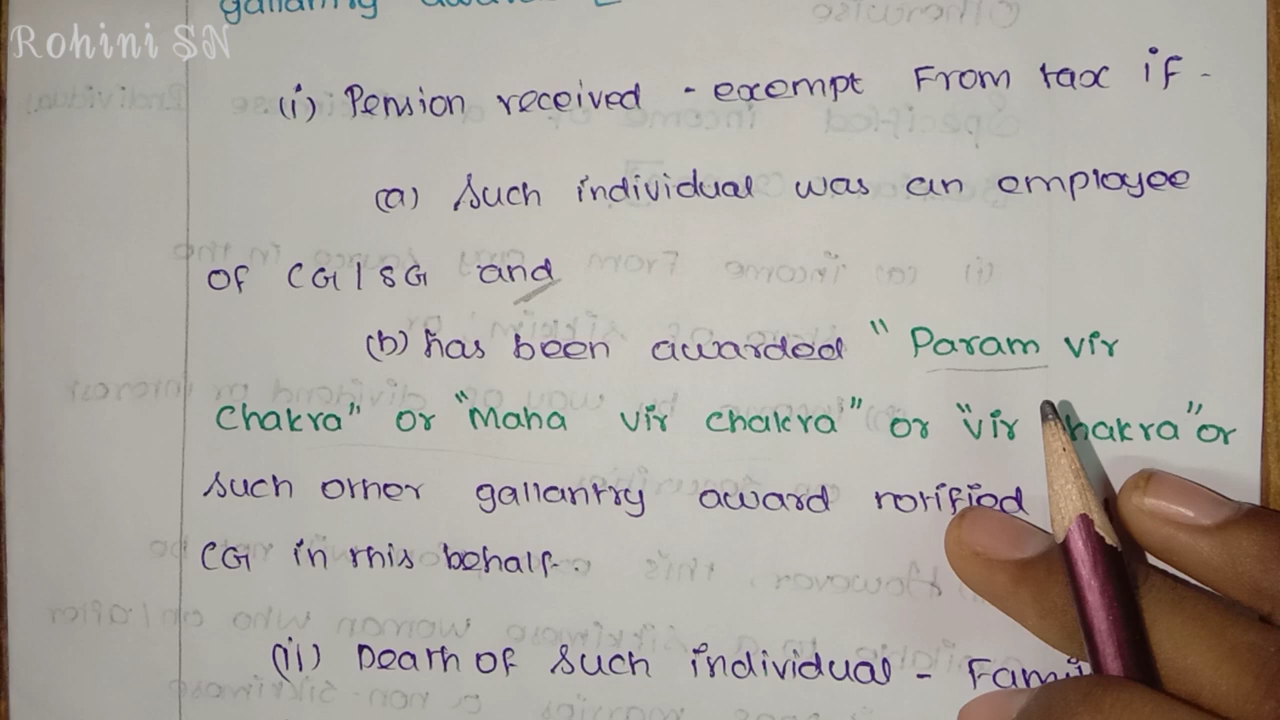 Rohini SN
gallantry
(i) Pension received - exempt From tax if -
(a) Such individual was an employee
OF CG / SG and
(b) has been awarded " Param vir
Chakra" or "Maha vir chakra" or "vir hakra" or
such other gallantry award notified
CG in this behalf.
(ii) Death of Such individual - Fami